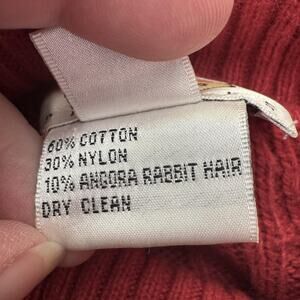 60% COTTON
30% NYLON
10% ANGORA RABBIT HAIR
DRY CLEAN